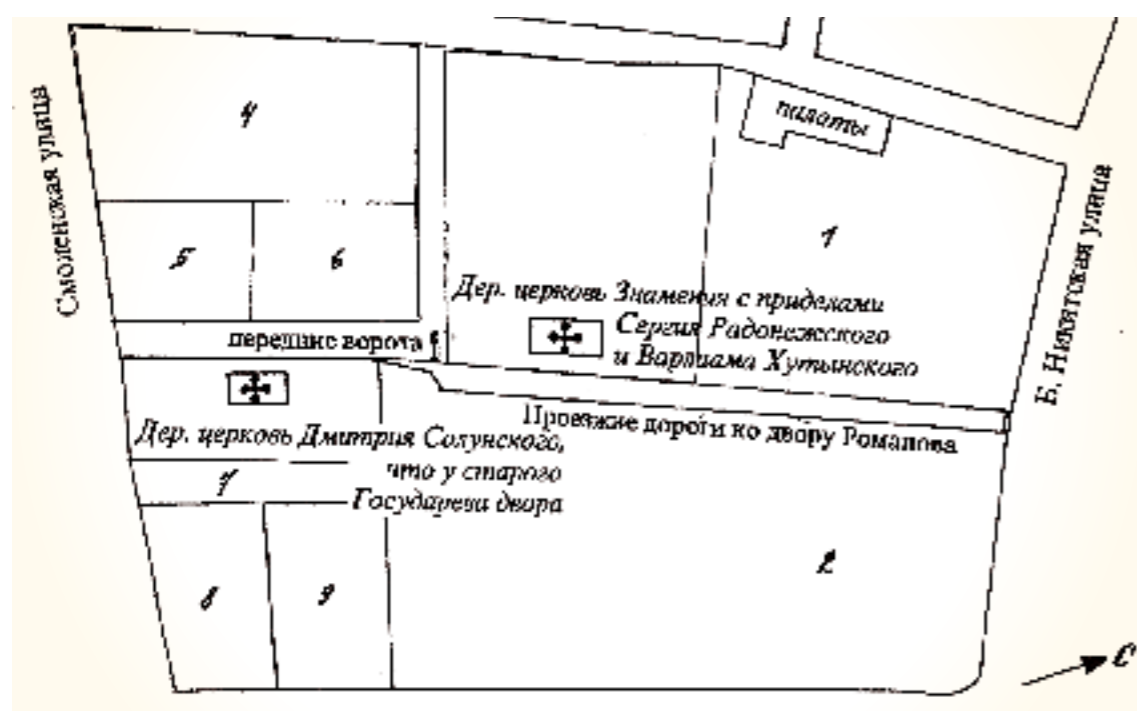 4
палаты
Смоленская улица
Б. Никитская улица
1
5
6
Дер. церковь Знамения с приделами
Сергия Радонежского
и Варлаама Хутынского
передние ворота
Проезжие дороги ко двору Романова
Дер. церковь Дмитрия Солунского,
что у старого
Государева двора
7
2
8
9
С